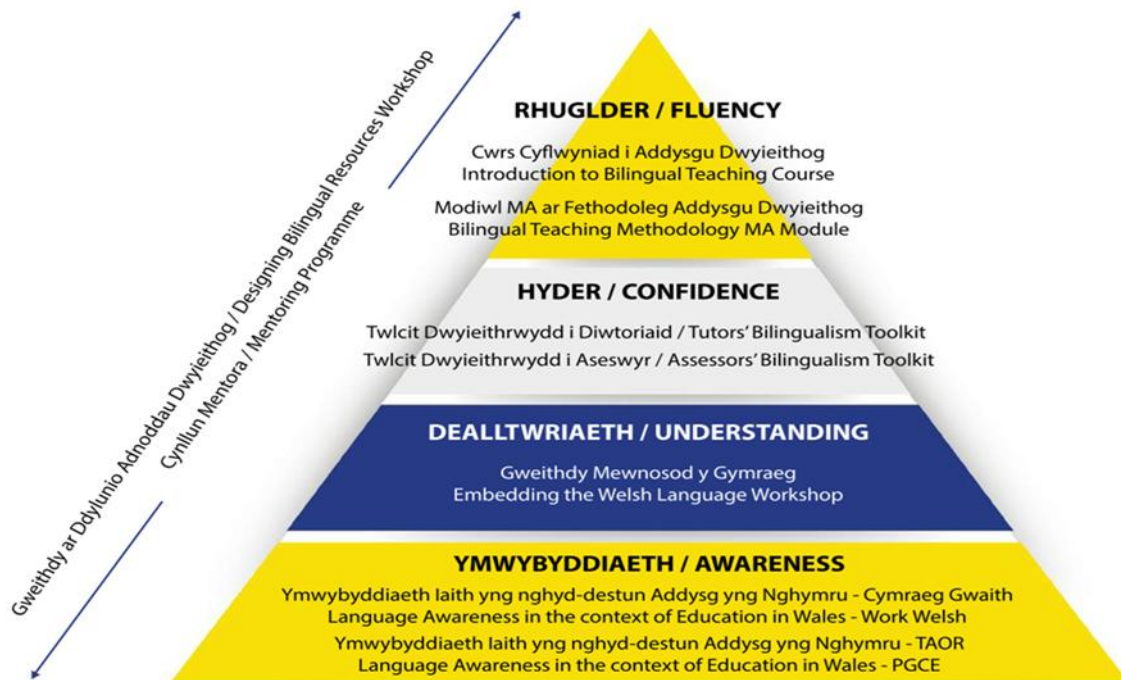 Gweithdy ar Ddylunio Adnoddau Dwyieithog / Designing Bilingual Resources Workshop
Cynllun Mentora / Mentoring Programme
RHUGLDER / FLUENCY
Cwrs Cyflwyniad i Addysgu Dwyieithog
Introduction to Bilingual Teaching Course
Modiwl MA ar Fethodoleg Addysgu Dwyieithog
Bilingual Teaching Methodology MA Module
HYDER / CONFIDENCE
Twlcit Dwyieithrwydd i Diwtoriaid / Tutors' Bilingualism Toolkit
Twlcit Dwyieithrwydd i Aseswyr / Assessors' Bilingualism Toolkit
DEALLTWRIAETH / UNDERSTANDING
Gweithdy Mewnosod y Gymraeg
Embedding the Welsh Language Workshop
YMWYBYDDIAETH / AWARENESS
Ymwybyddiaeth Iaith yng nghyd-destun Addysg yng Nghymru - Cymraeg Gwaith
Language Awareness in the context of Education in Wales - Work Welsh
Ymwybyddiaeth Iaith yng nghyd-destun Addysg yng Nghymru - TAOR
Language Awareness in the context of Education in Wales - PGCE